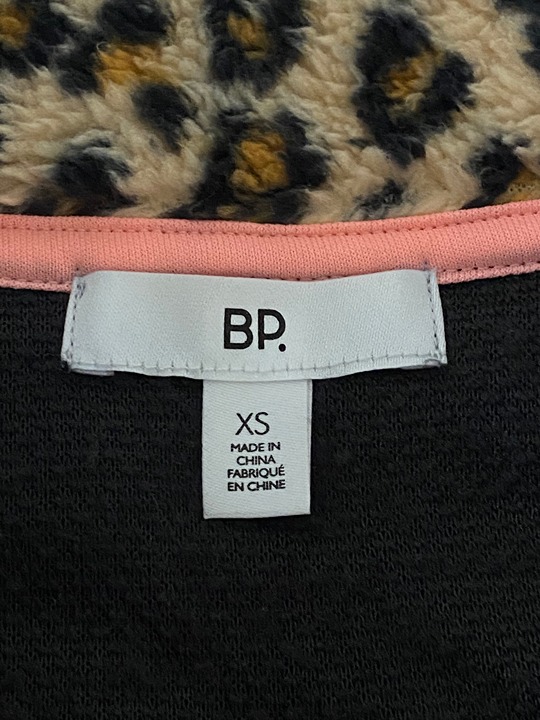 BP.
XS
MADE IN
CHINA
FABRIQUÉ
EN CHINE